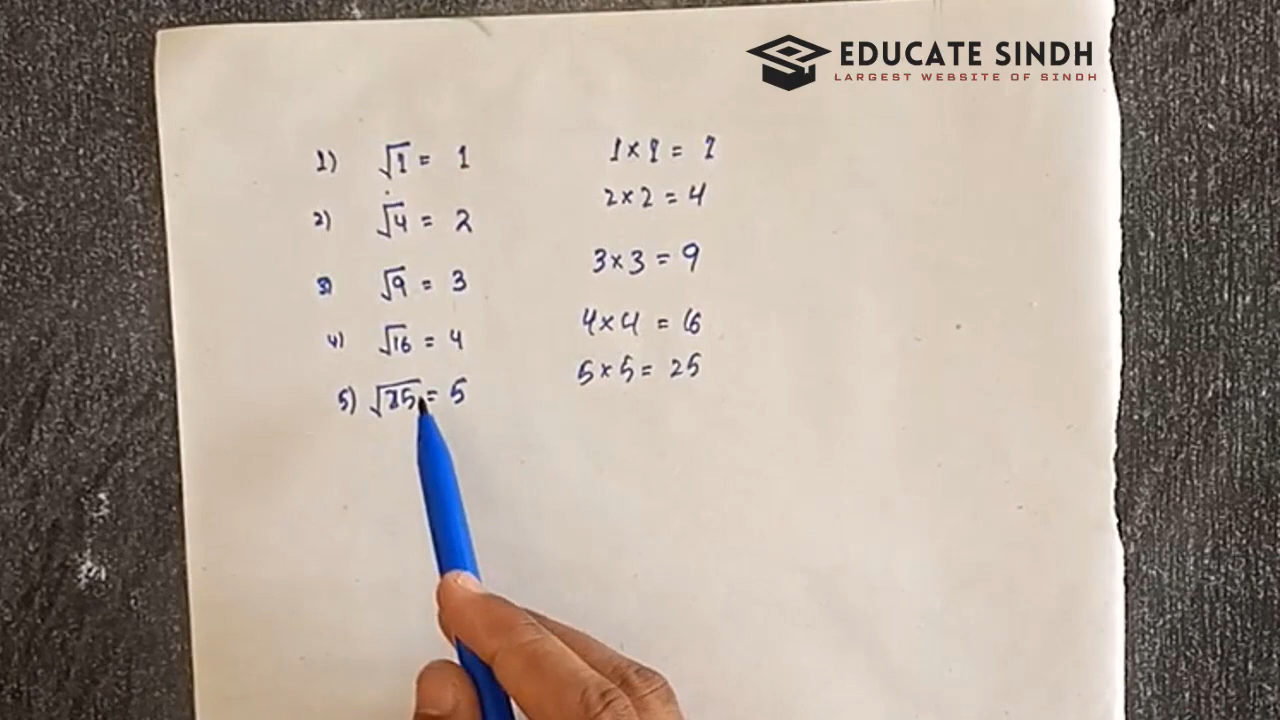 EDUCATE SINDH
LARGEST WEBSITE OF SINDH
1) √1 = 1
2) √4 = 2
3) √9 = 3
4) √16 = 4
5) √25 = 5
1 × 1 = 1
2 × 2 = 4
3 × 3 = 9
4 × 4 = 16
5 × 5 = 25